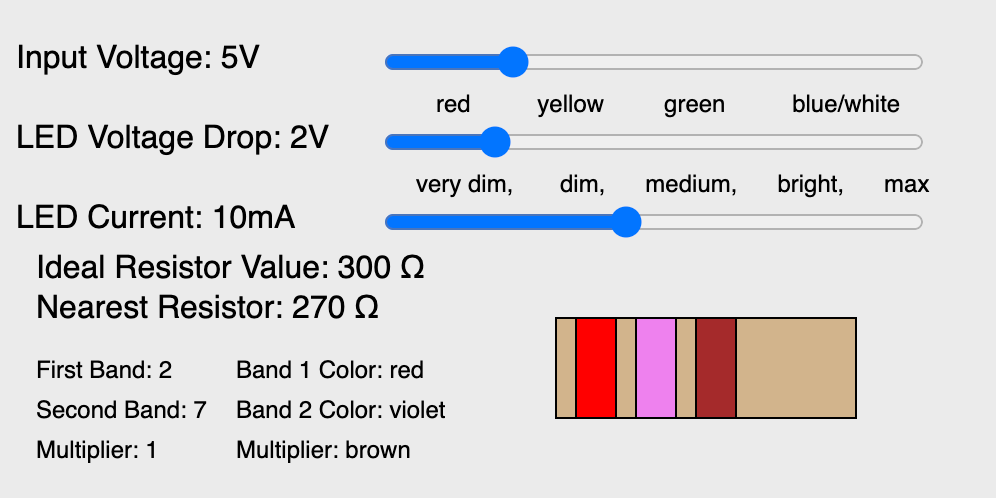 Input Voltage: 5V
red yellow green blue/white
LED Voltage Drop: 2V
very dim, dim, medium, bright, max
LED Current: 10mA
Ideal Resistor Value: 300 Ω
Nearest Resistor: 270 Ω
First Band: 2 Band 1 Color: red
Second Band: 7 Band 2 Color: violet
Multiplier: 1 Multiplier: brown